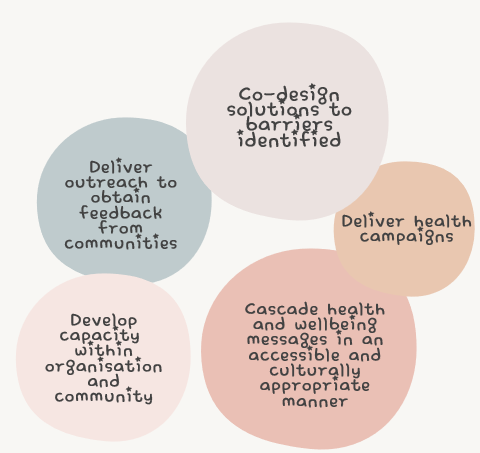 Co-design
solutions to
barriers
identified
Deliver
outreach to
obtain
feedback
from
communities
Deliver health
campaigns
Develop
capacity
within
organisation
and
community
Cascade health
and wellbeing
messages in an
accessible and
culturally
appropriate
manner